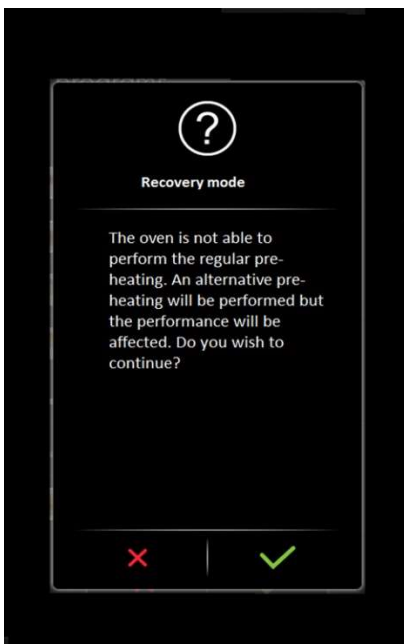 programs
?
Recovery mode
The oven is not able to
perform the regular pre-
heating. An alternative pre-
heating will be performed but
the performance will be
affected. Do you wish to
continue?